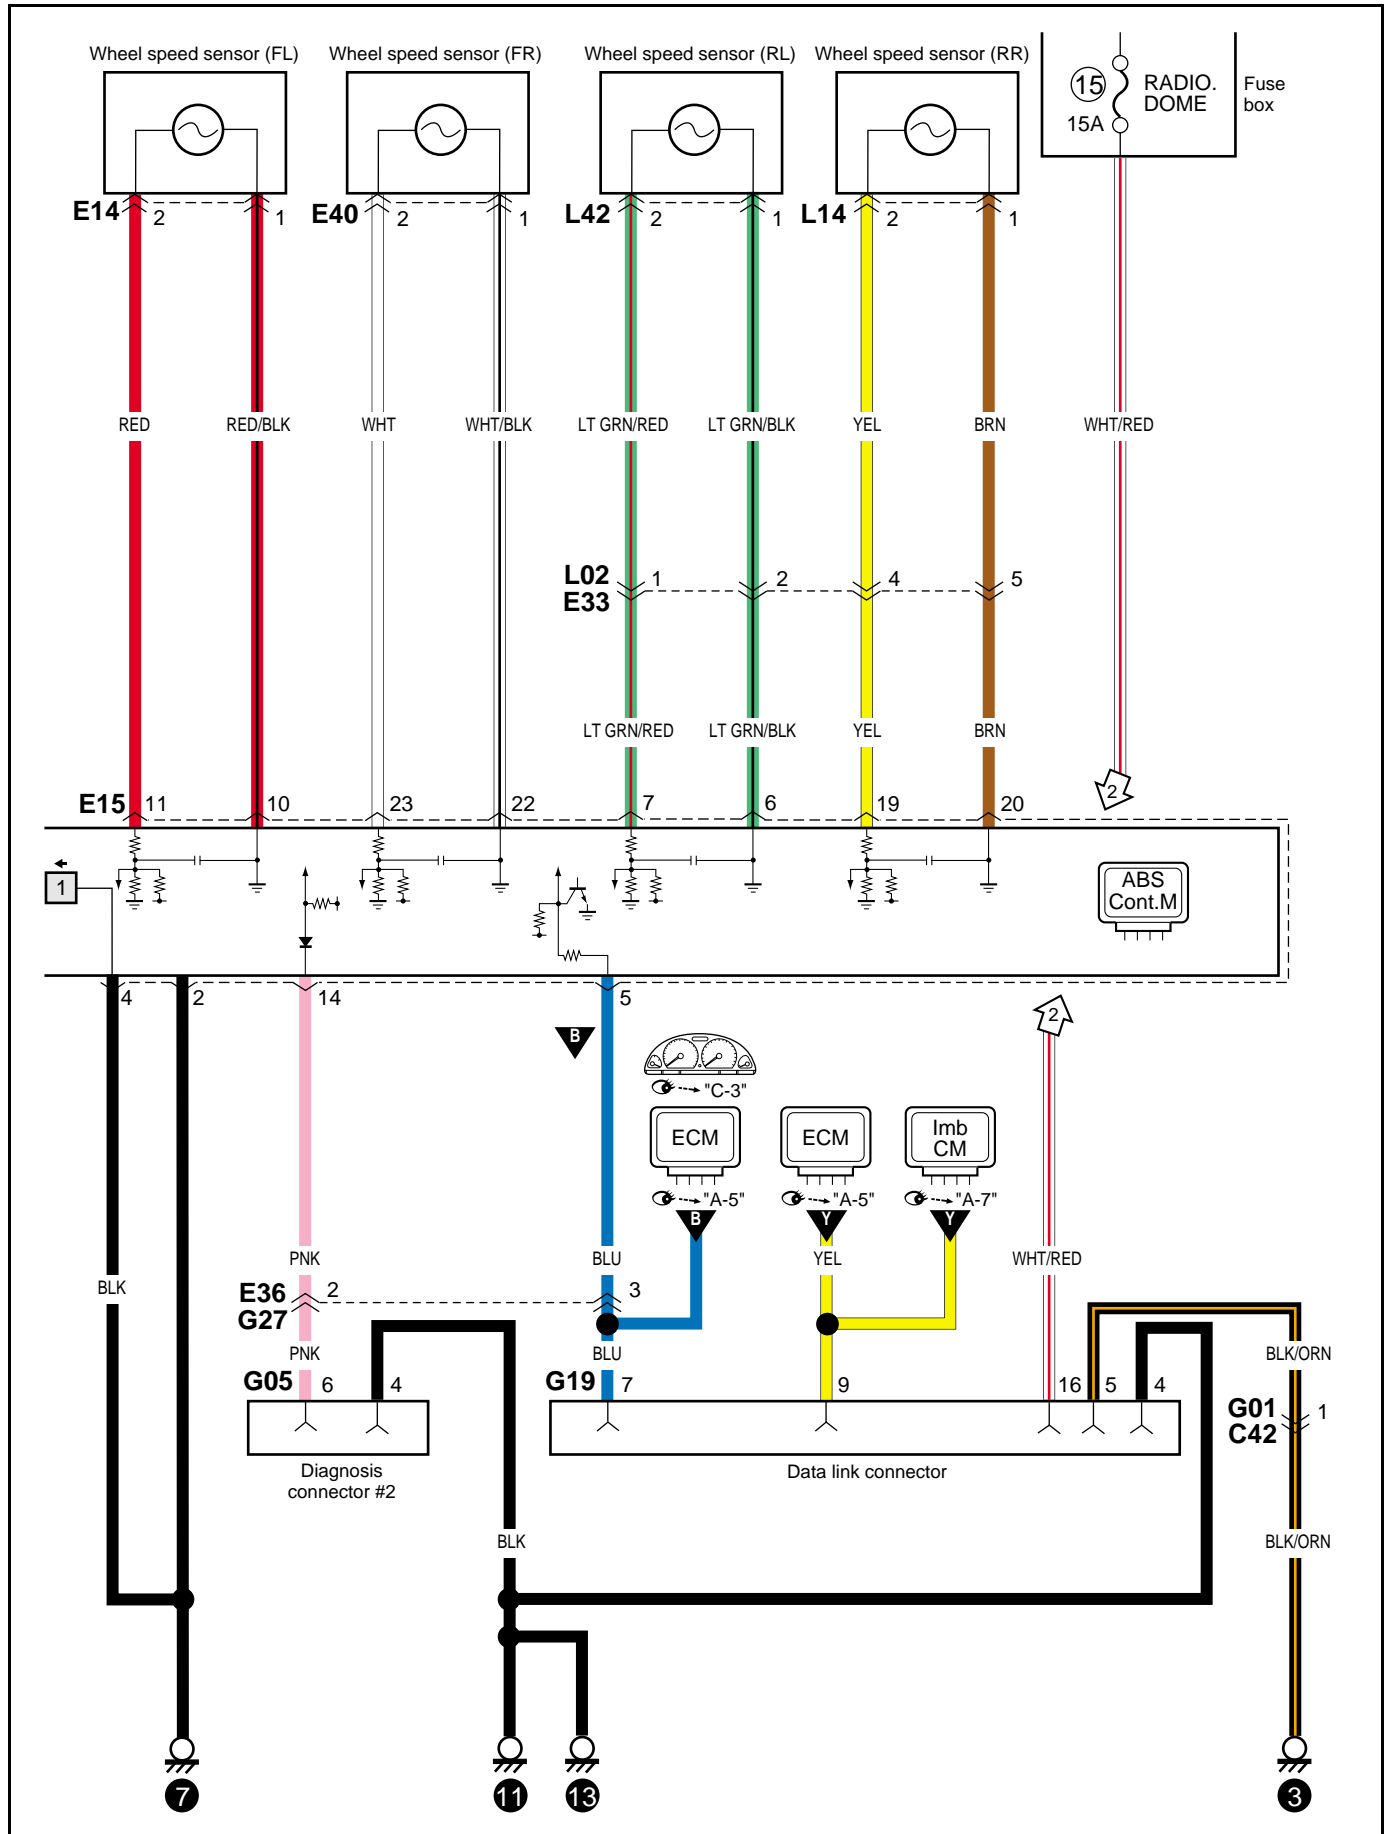 Wheel speed sensor (FL) Wheel speed sensor (FR) Wheel speed sensor (RL) Wheel speed sensor (RR)
15 RADIO. Fuse
DOME box
15A
E14 2 1 E40 2 1 L42 2 1 L14 2 1
RED RED/BLK WHT WHT/BLK LT GRN/RED LT GRN/BLK YEL BRN WHT/RED
L02 1 2 4 5
E33
LT GRN/RED LT GRN/BLK YEL BRN
2
E15 11 10 23 22 7 6 19 20
1
ABS
Cont.M
4 2 14 5
2
B
"C-3"
ECM ECM Imb
CM
"A-5" "A-5" "A-7"
B Y Y
PNK BLU YEL WHT/RED
BLK
E36 2 3
G27
PNK BLU BLK/ORN
G05 6 4 G19 7 9 16 5 4
G01 1
C42
Diagnosis
connector #2
Data link connector
BLK BLK/ORN
7 11 13 3